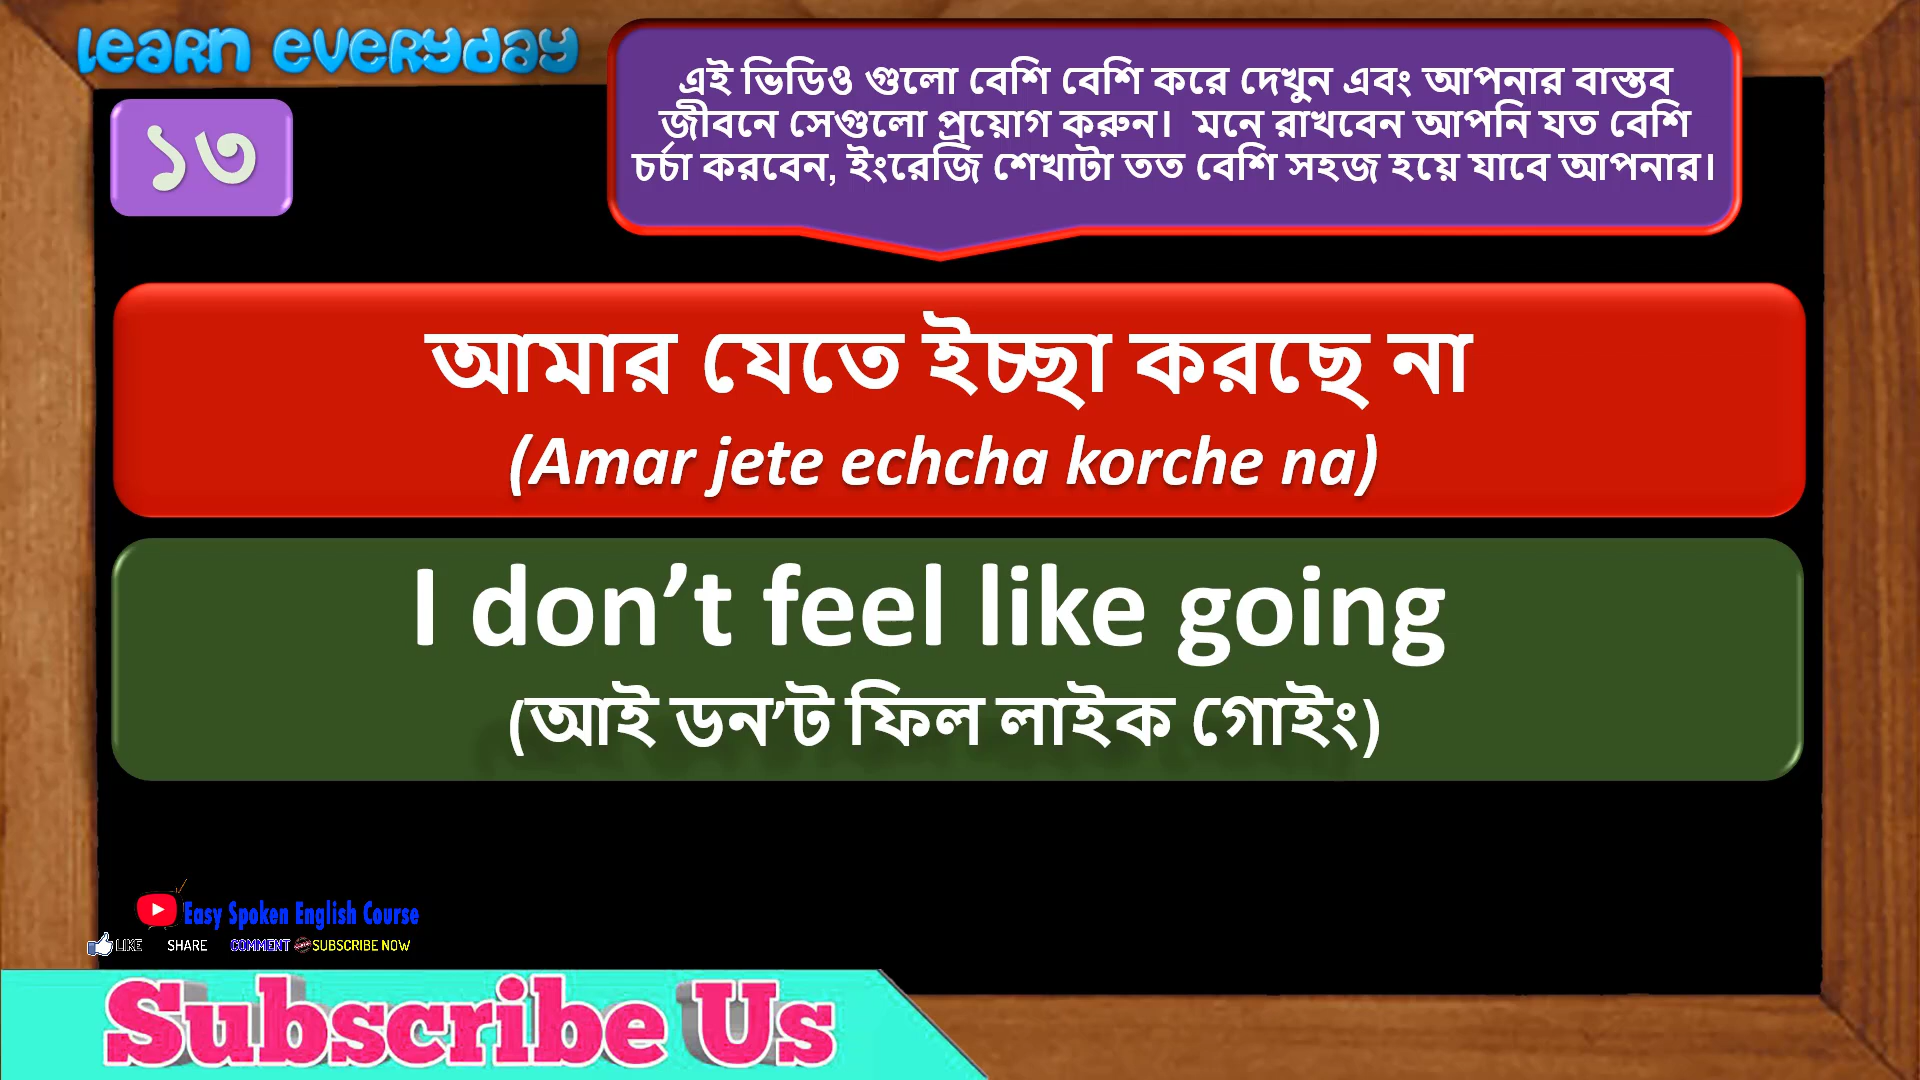 Learn Everyday
১৩
এই ভিডিও গুলো বেশি বেশি করে দেখুন এবং আপনার বাস্তব
জীবনে সেগুলো প্রয়োগ করুন। মনে রাখবেন আপনি যত বেশি
চর্চা করবেন, ইংরেজি শেখাটা তত বেশি সহজ হয়ে যাবে আপনার।
আমার যেতে ইচ্ছা করছে না
(Amar jete echcha korche na)
I don’t feel like going
(আই ডন’ট ফিল লাইক গোইং)
Easy Spoken English Course
LIKE SHARE COMMENT SUBSCRIBE NOW
Subscribe Us